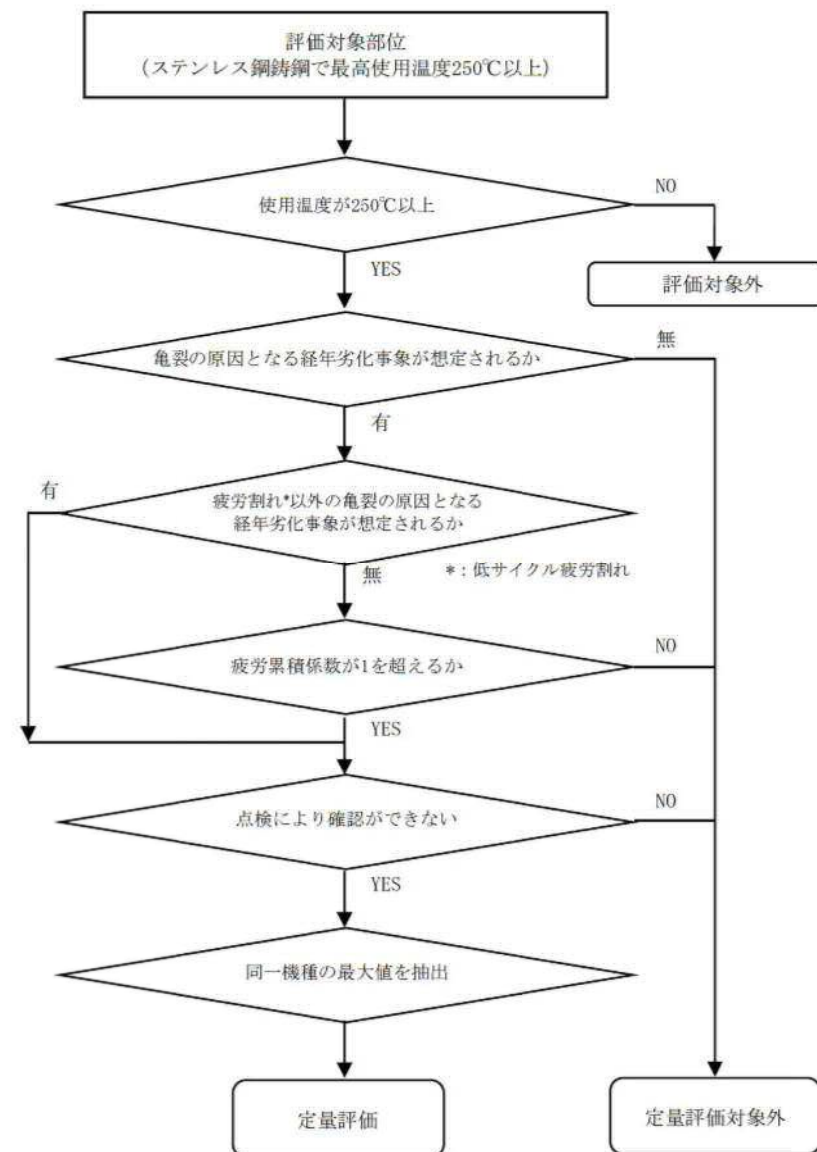 評価対象部位
(ステンレス鋼鋳鋼で最高使用温度250℃以上)
使用温度が250℃以上
NO
YES
評価対象外
亀裂の原因となる経年劣化事象が想定されるか
無
有
有
疲労割れ*以外の亀裂の原因となる
経年劣化事象が想定されるか
無
*:低サイクル疲労割れ
疲労累積係数が1を超えるか
NO
YES
点検により確認ができない
NO
YES
同一機種の最大値を抽出
定量評価
定量評価対象外